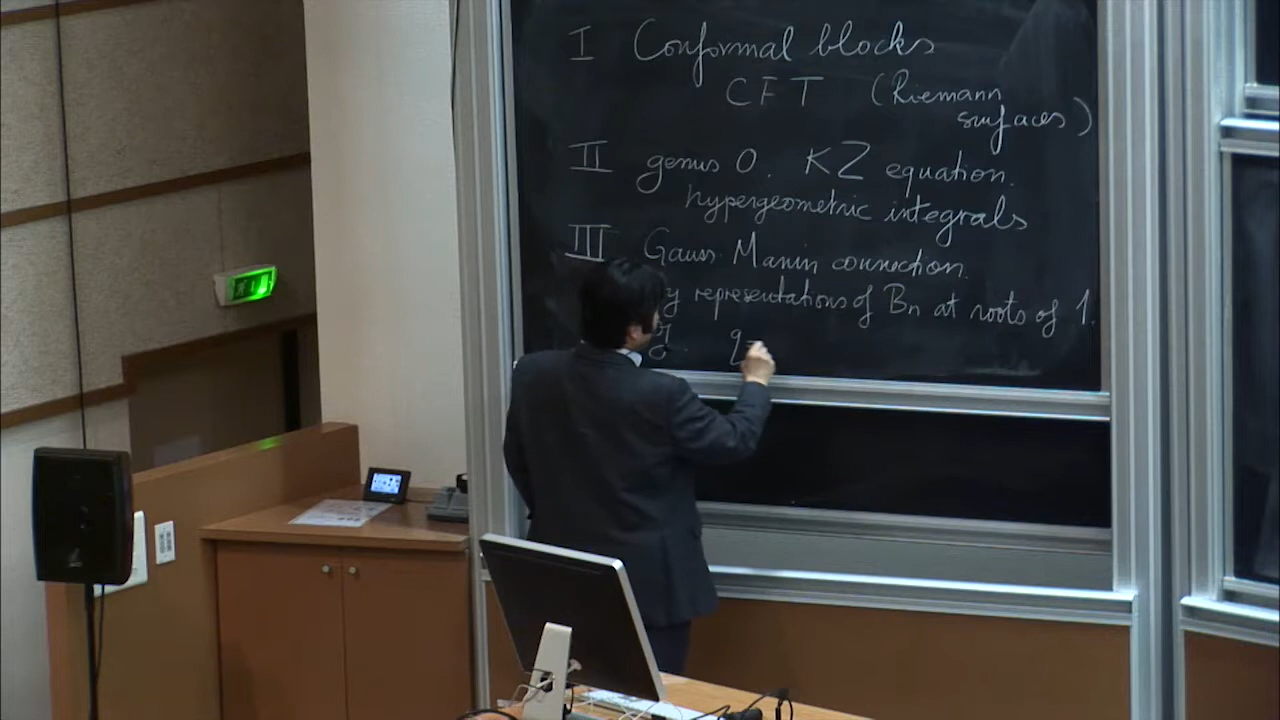 I Conformal blocks
CFT (Riemann
surfaces)
II genus 0. KZ equation.
hypergeometric integrals
III Gauss Manin connection.
representations of Bn at roots of 1.
g. q =